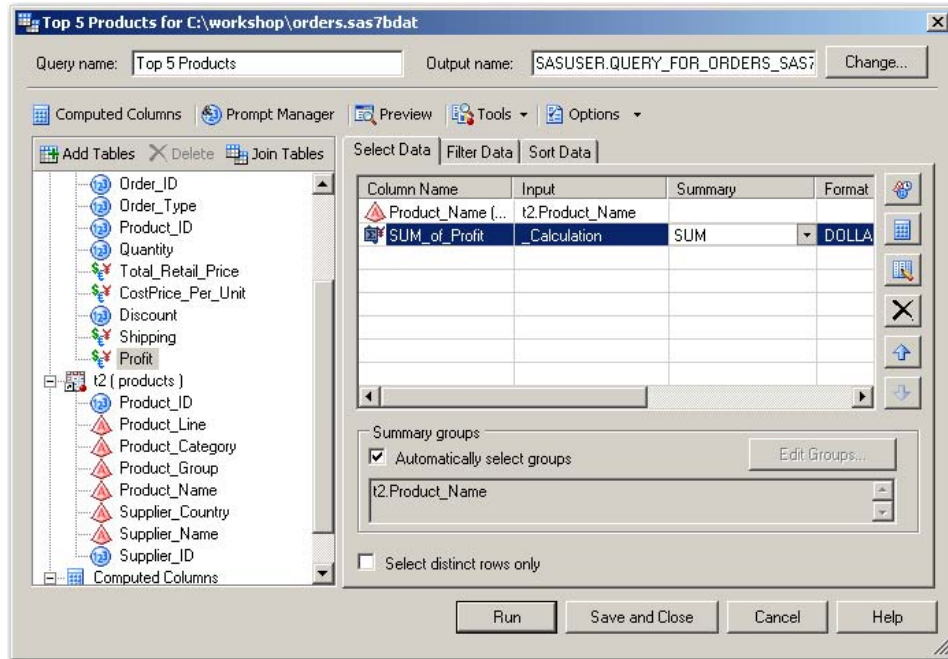 Top 5 Products for C:\workshop\orders.sas7bdat
Query name: Top 5 Products Output name: SASUSER.QUERY_FOR_ORDERS_SAS7 Change...
Computed Columns Prompt Manager Preview Tools Options
Add Tables Delete Join Tables
Order_ID
Order_Type
Product_ID
Quantity
Total_Retail_Price
CostPrice_Per_Unit
Discount
Shipping
Profit
t2 ( products )
Product_ID
Product_Line
Product_Category
Product_Group
Product_Name
Supplier_Country
Supplier_Name
Supplier_ID
Computed Columns
Select Data Filter Data Sort Data
Column Name Input Summary Format
Product_Name (... t2.Product_Name
SUM_of_Profit _Calculation SUM DOLLA
Summary groups
Automatically select groups Edit Groups...
t2.Product_Name
Select distinct rows only
Run Save and Close Cancel Help